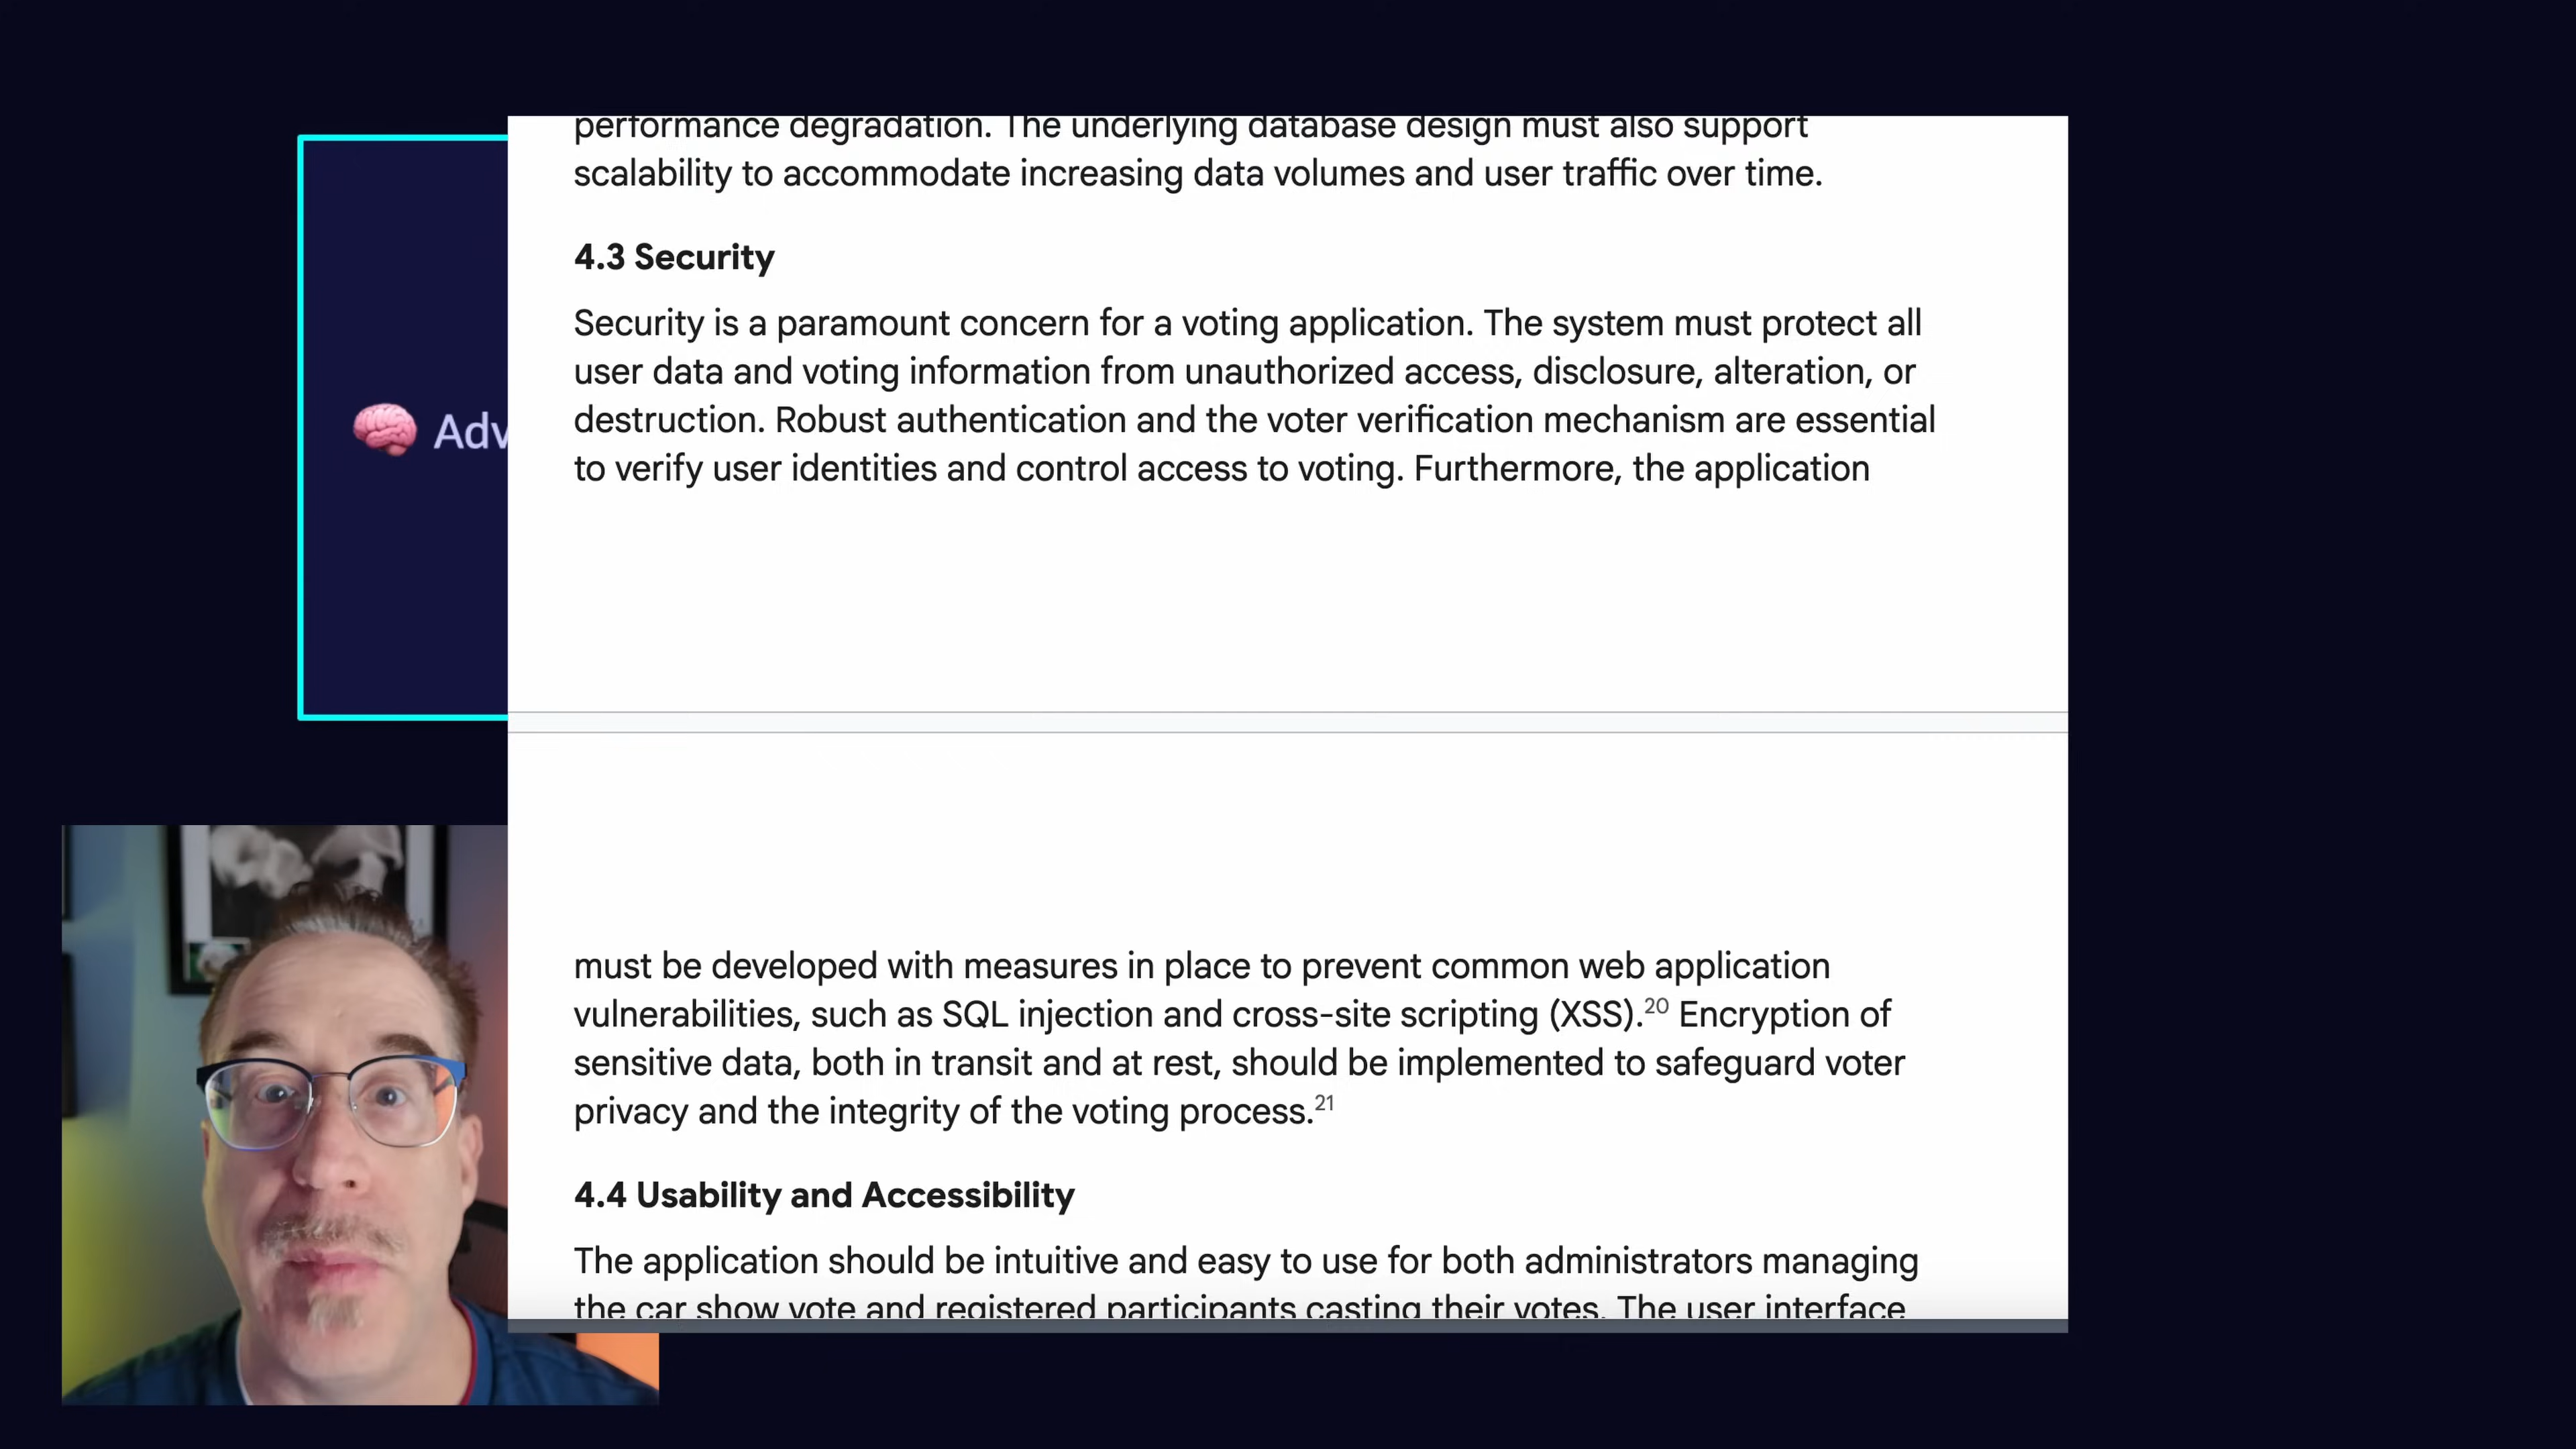 performance degradation. The underlying database design must also support
scalability to accommodate increasing data volumes and user traffic over time.
4.3 Security
Security is a paramount concern for a voting application. The system must protect all
user data and voting information from unauthorized access, disclosure, alteration, or
destruction. Robust authentication and the voter verification mechanism are essential
to verify user identities and control access to voting. Furthermore, the application
Adv
must be developed with measures in place to prevent common web application
vulnerabilities, such as SQL injection and cross-site scripting (XSS).20 Encryption of
sensitive data, both in transit and at rest, should be implemented to safeguard voter
privacy and the integrity of the voting process.21
4.4 Usability and Accessibility
The application should be intuitive and easy to use for both administrators managing
the car show vote and registered participants casting their votes. The user interface